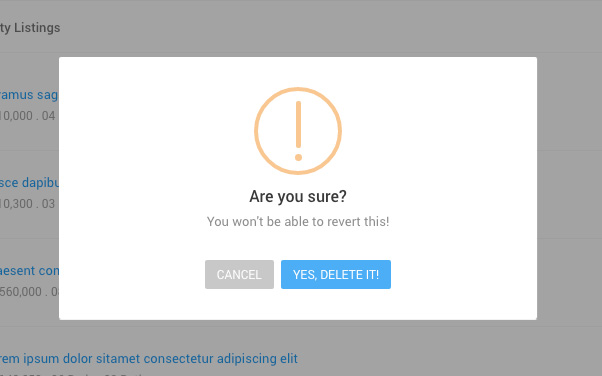 ty Listings
ramus sag
10,000 . 04
Are you sure?
sce dapibu
You won't be able to revert this!
10,300 . 03
aesent con
CANCEL YES, DELETE IT!
560,000 . 0
rem ipsum dolor sitamet consectetur adipiscing elit